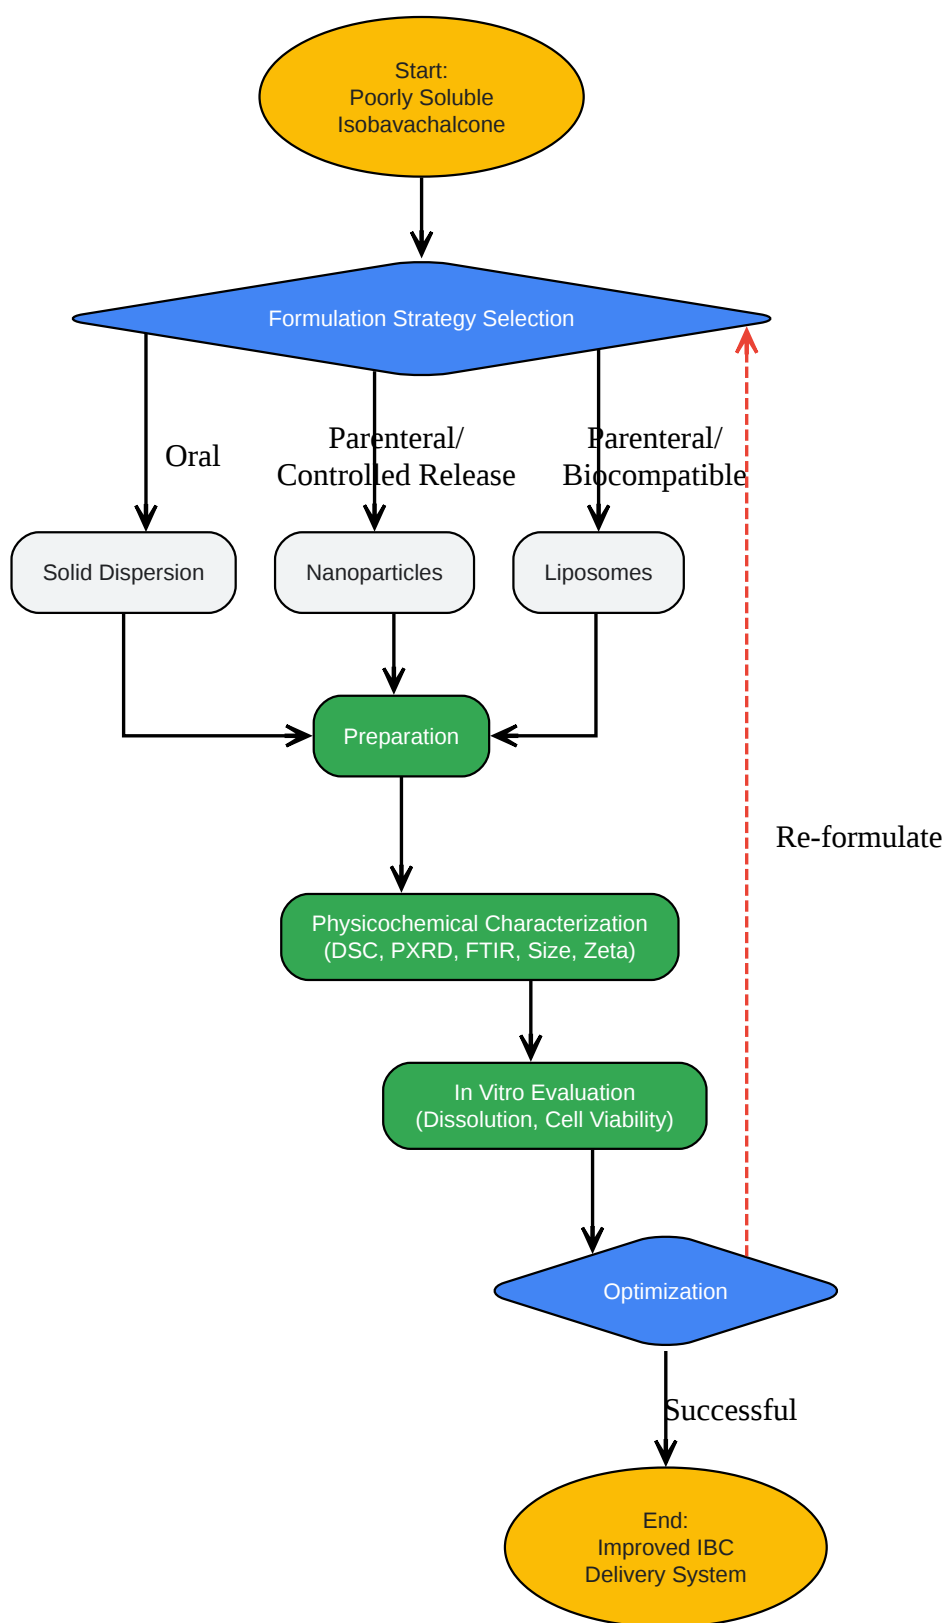 Start:
Poorly Soluble
Isobavachalcone
Formulation Strategy Selection
Oral
Parenteral/
Controlled Release
Parenteral/
Biocompatible
Solid Dispersion
Nanoparticles
Liposomes
Preparation
Re-formulate
Physicochemical Characterization
(DSC, PXRD, FTIR, Size, Zeta)
In Vitro Evaluation
(Dissolution, Cell Viability)
Optimization
Successful
End:
Improved IBC
Delivery System